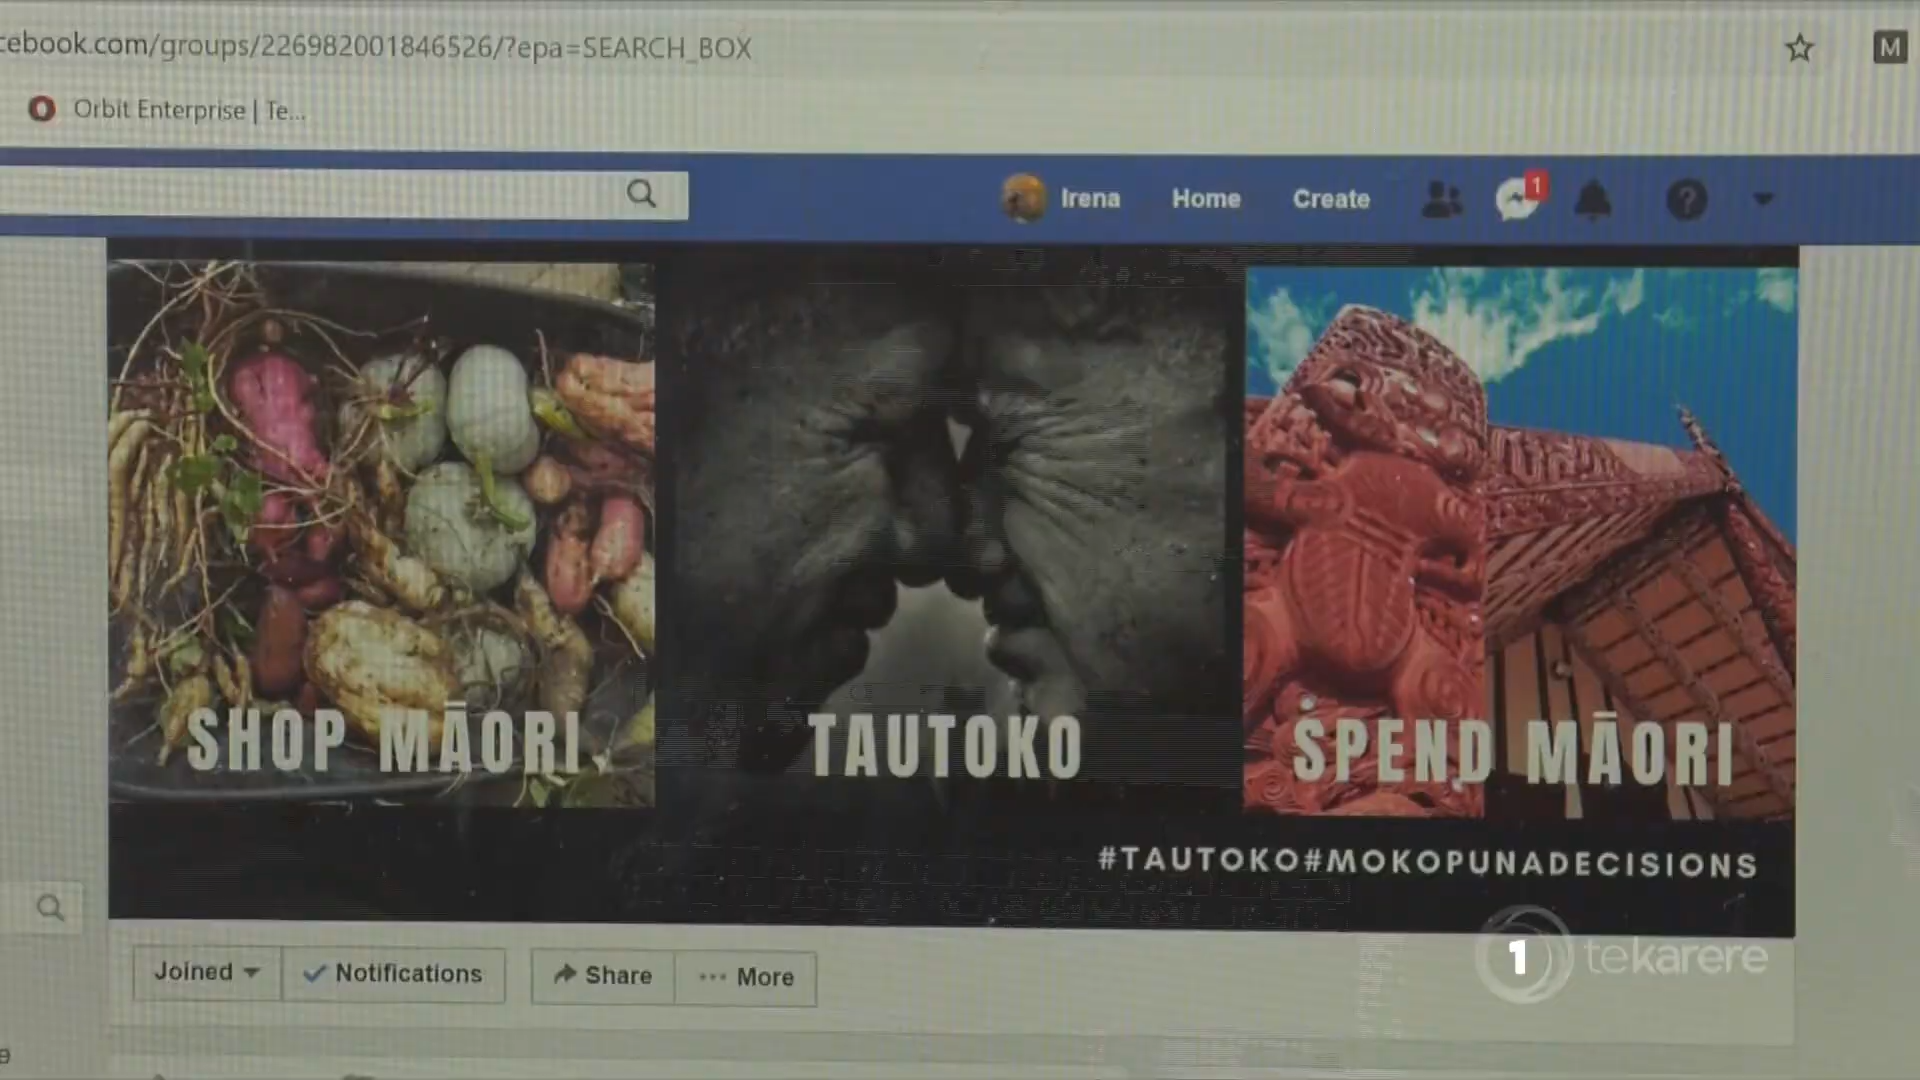 cebook.com/groups/226982001846526/?epa=SEARCH_BOX
M
Orbit Enterprise | Te...
Irena Home Create 1 ?
SHOP MĀORI TAUTOKO SPEND MĀORI
#TAUTOKO#MOKOPUNADECISIONS
Joined Notifications Share More
1 tekarere